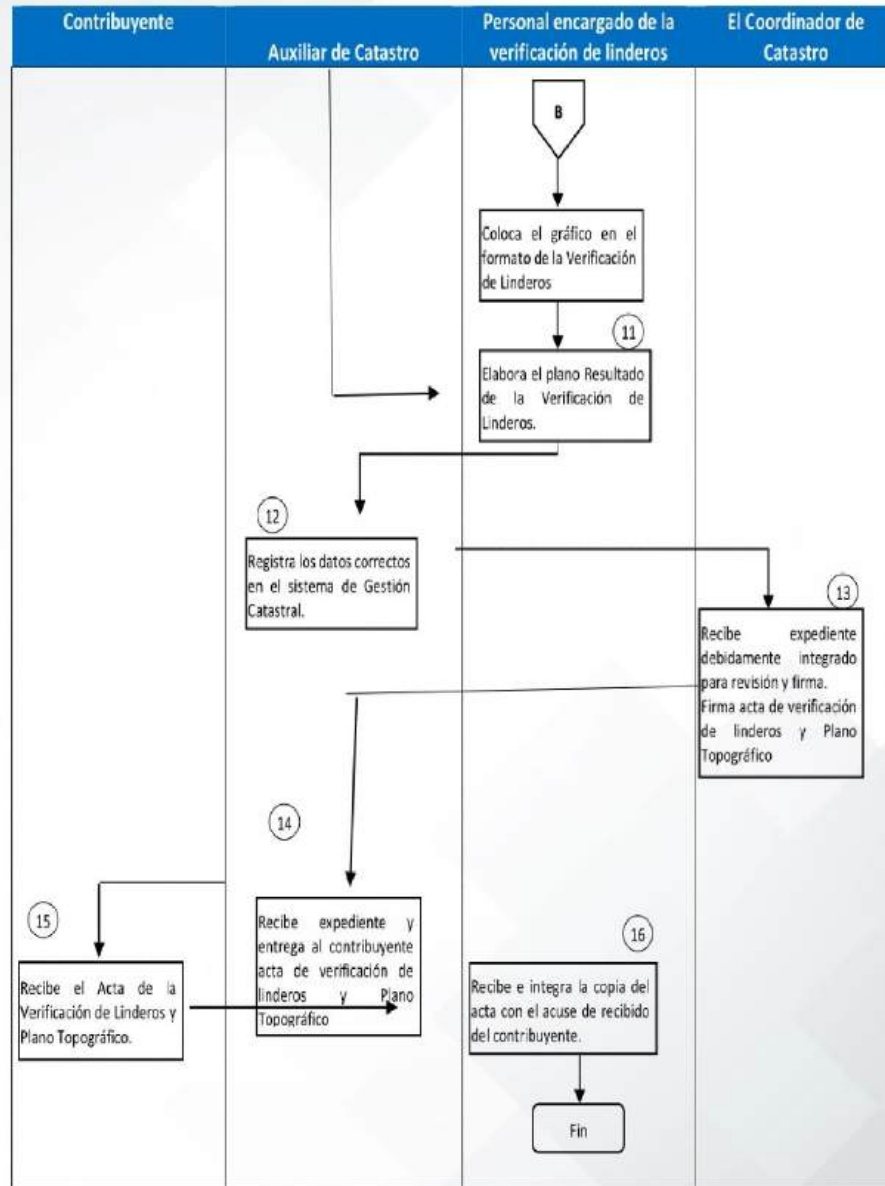 Contribuyente
Auxiliar de Catastro
Personal encargado de la
verificación de linderos
El Coordinador de
Catastro
B
Coloca el gráfico en el
formato de la Verificación
de Linderos
11
Elabora el plano Resultado
de la Verificación de
Linderos.
12
Registra los datos correctos
en el sistema de Gestión
Catastral.
13
Recibe expediente
debidamente integrado
para revisión y firma.
Firma acta de verificación
de linderos y Plano
Topográfico
14
Recibe expediente y
entrega al contribuyente
acta de verificación de
linderos y Plano
Topográfico
15
Recibe el Acta de la
Verificación de Linderos y
Plano Topográfico.
16
Recibe e integra la copia del
acta con el acuse de recibido
del contribuyente.
Fin